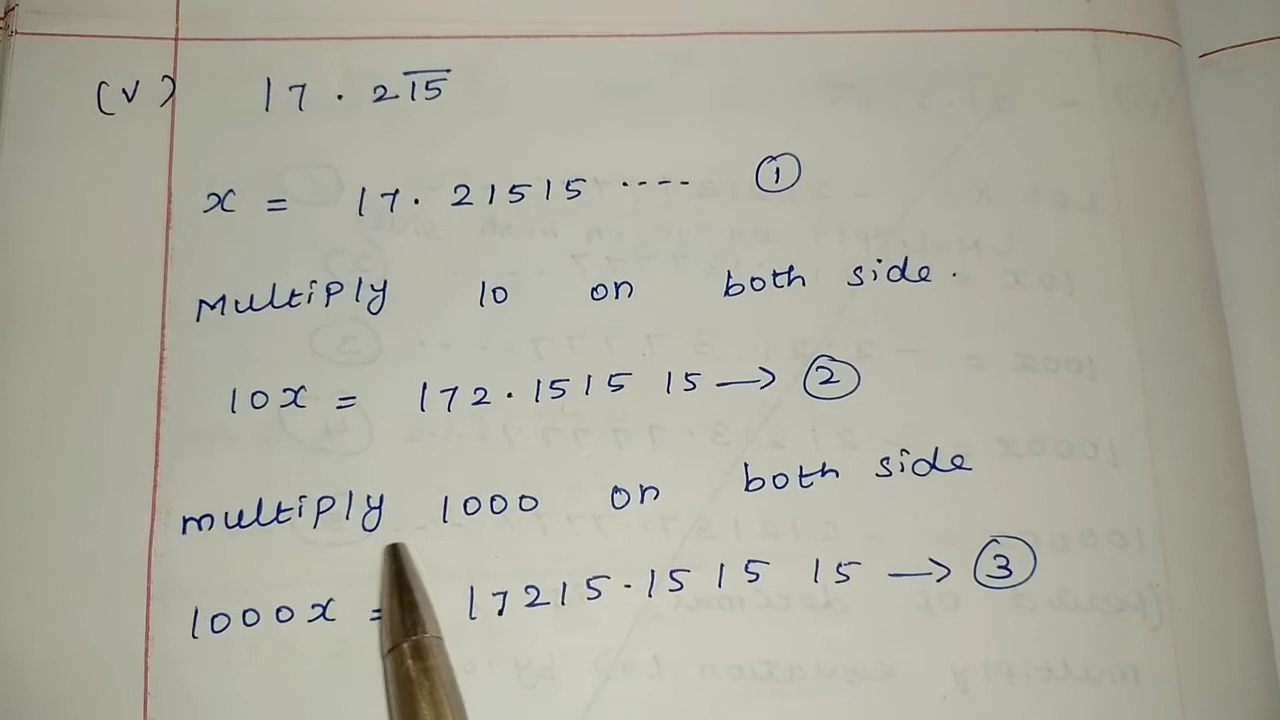 (v) 17.2\overline{15}
x = 17.21515 .... ①
Multiply 10 on both side.
10x = 172.1515 15 → ②
multiply 1000 on both side
1000x = 17215.1515 15 → ③